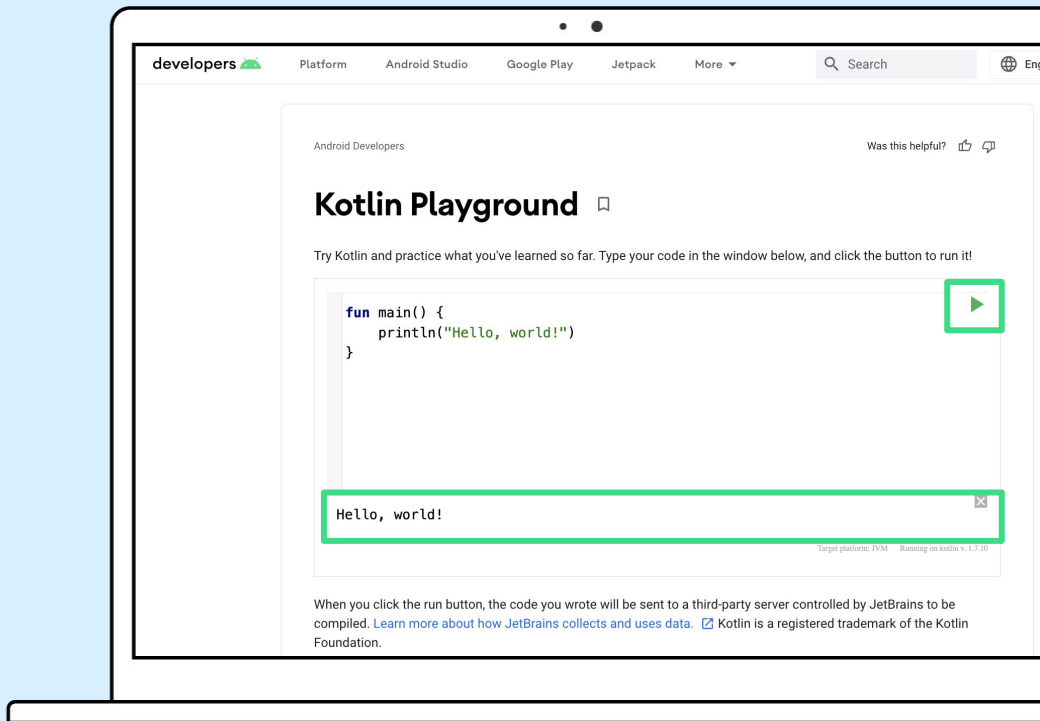 developers Platform Android Studio Google Play Jetpack More Search Eng
Android Developers Was this helpful?
Kotlin Playground
Try Kotlin and practice what you've learned so far. Type your code in the window below, and click the button to run it!
fun main() {
    println("Hello, world!")
}
Hello, world!
Target platform: JVM Running on kotlin v. 1.7.10
When you click the run button, the code you wrote will be sent to a third-party server controlled by JetBrains to be
compiled. Learn more about how JetBrains collects and uses data. Kotlin is a registered trademark of the Kotlin
Foundation.